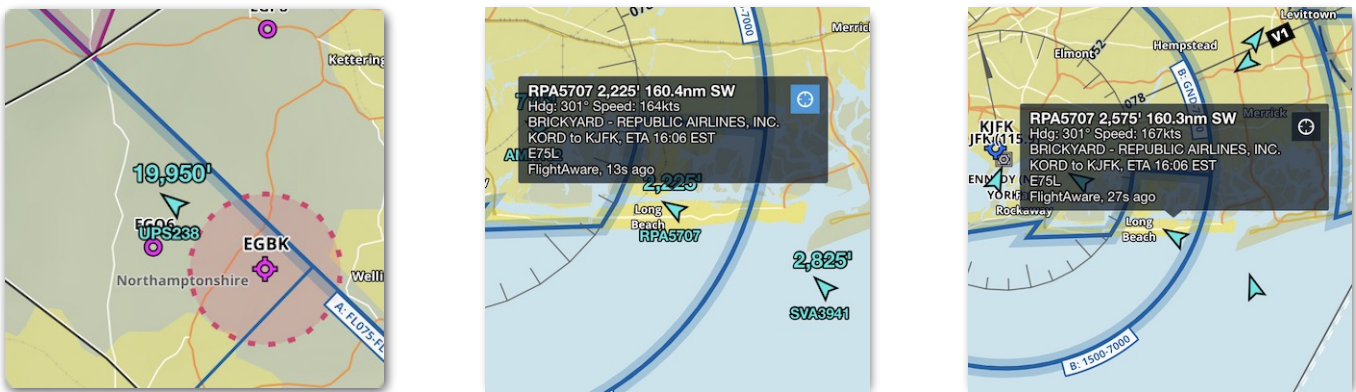 Kettering
19,950'
UPS238
EGBK
Northamptonshire
Welli
A: FL075-FL
078
-7000
Merrick
RPA5707 2,225' 160.4nm SW
Hdg: 301° Speed: 164kts
BRICKYARD - REPUBLIC AIRLINES, INC.
KORD to KJFK, ETA 16:06 EST
E75L
FlightAware, 13s ago
2,225'
Long
Beach
RPA5707
2,825'
SVA3941
Levittown
V1
Hempstead
Elmont
52
B: GND-7
078
Merrick
KJFK
RPA5707 2,575' 160.3nm SW
Hdg: 301° Speed: 167kts
BRICKYARD - REPUBLIC AIRLINES, INC.
KORD to KJFK, ETA 16:06 EST
E75L
FlightAware, 27s ago
Rockaway
Long
Beach
B: 1500-7000